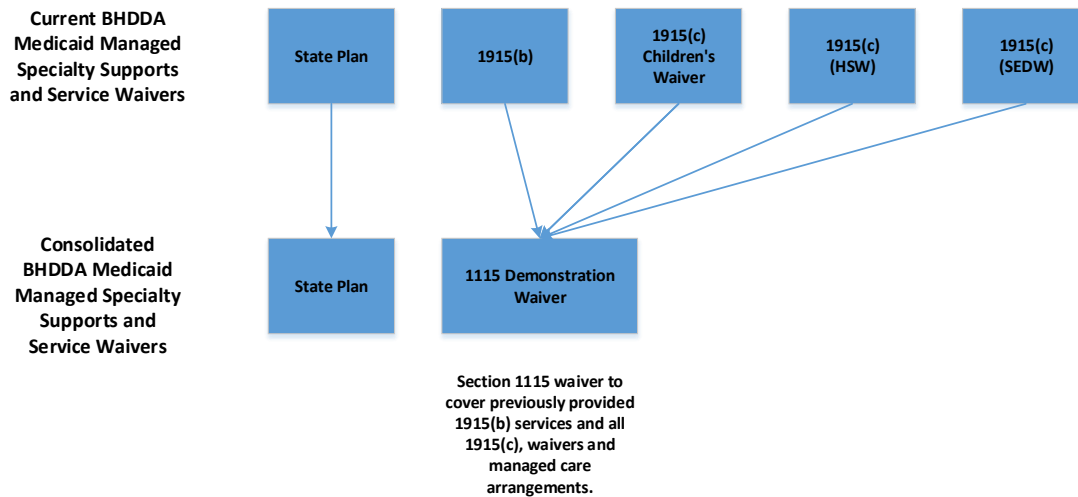 Current BHDDA
Medicaid Managed
Specialty Supports
and Service Waivers
State Plan
1915(b)
1915(c)
Children's
Waiver
1915(c)
(HSW)
1915(c)
(SEDW)
Consolidated
BHDDA Medicaid
Managed Specialty
Supports and
Service Waivers
State Plan
1115 Demonstration
Waiver
Section 1115 waiver to
cover previously provided
1915(b) services and all
1915(c), waivers and
managed care
arrangements.